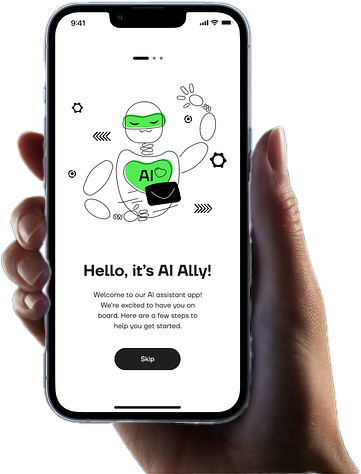 9:41
AI
Hello, it's AI Ally!
Welcome to our AI assistant app!
We're excited to have you on
board. Here are a few steps to
help you get started.
Skip